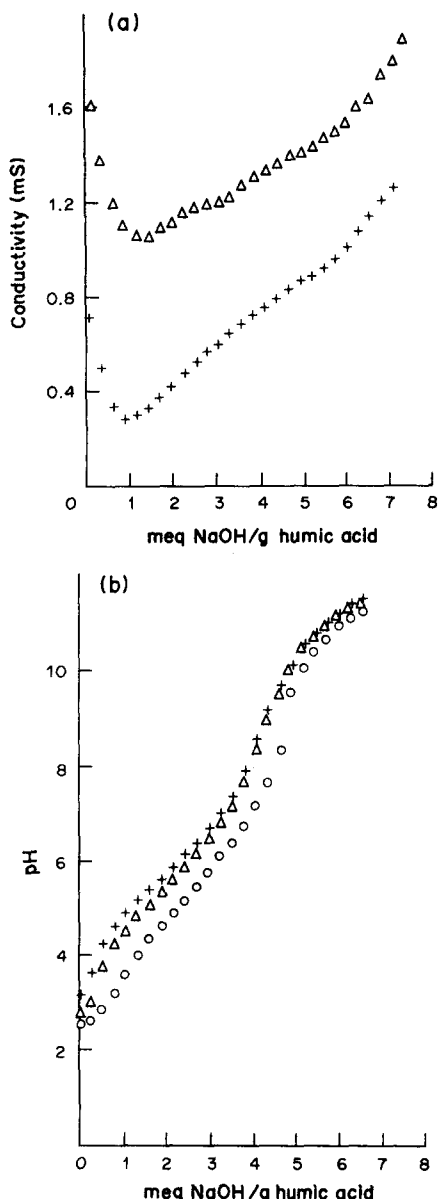 (a)
1.6
1.2
0.8
0.4
Conductivity (mS)
0 1 2 3 4 5 6 7 8
meq NaOH/g humic acid
(b)
10
8
6
4
2
pH
0 1 2 3 4 5 6 7 8
meq NaOH/g humic acid